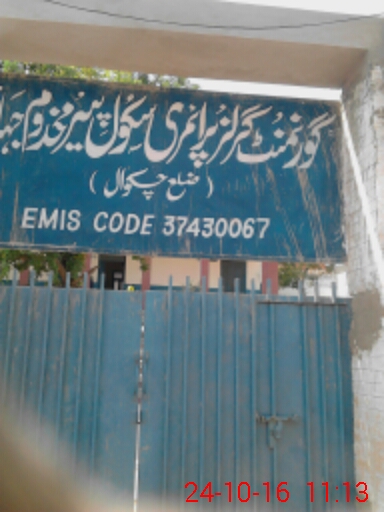 گورنمنٹ گرلز پرائمری سکول پیر مخدوم
( ضلع چکوال )
EMIS CODE 37430067
24-10-16 11:13